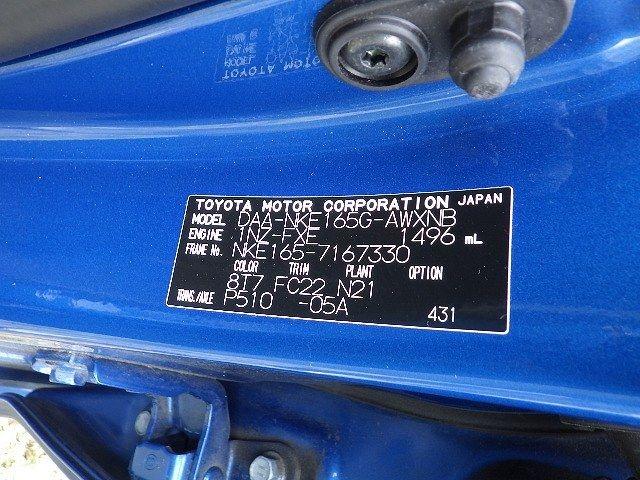 TOYOTA MOTOR CORPORATION JAPAN
MODEL DAA-NKE165G-AWXNB
ENGINE 1NZ-FXE 1496 mL
FRAME No. NKE165-7167330
COLOR TRIM PLANT OPTION
8T7 FC22 N21
TRANS./AXLE P510 -05A
431